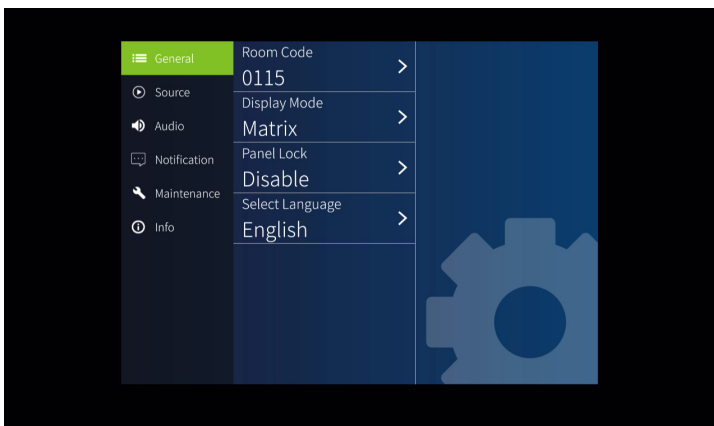 General
Source
Audio
Notification
Maintenance
Info
Room Code
0115
Display Mode
Matrix
Panel Lock
Disable
Select Language
English